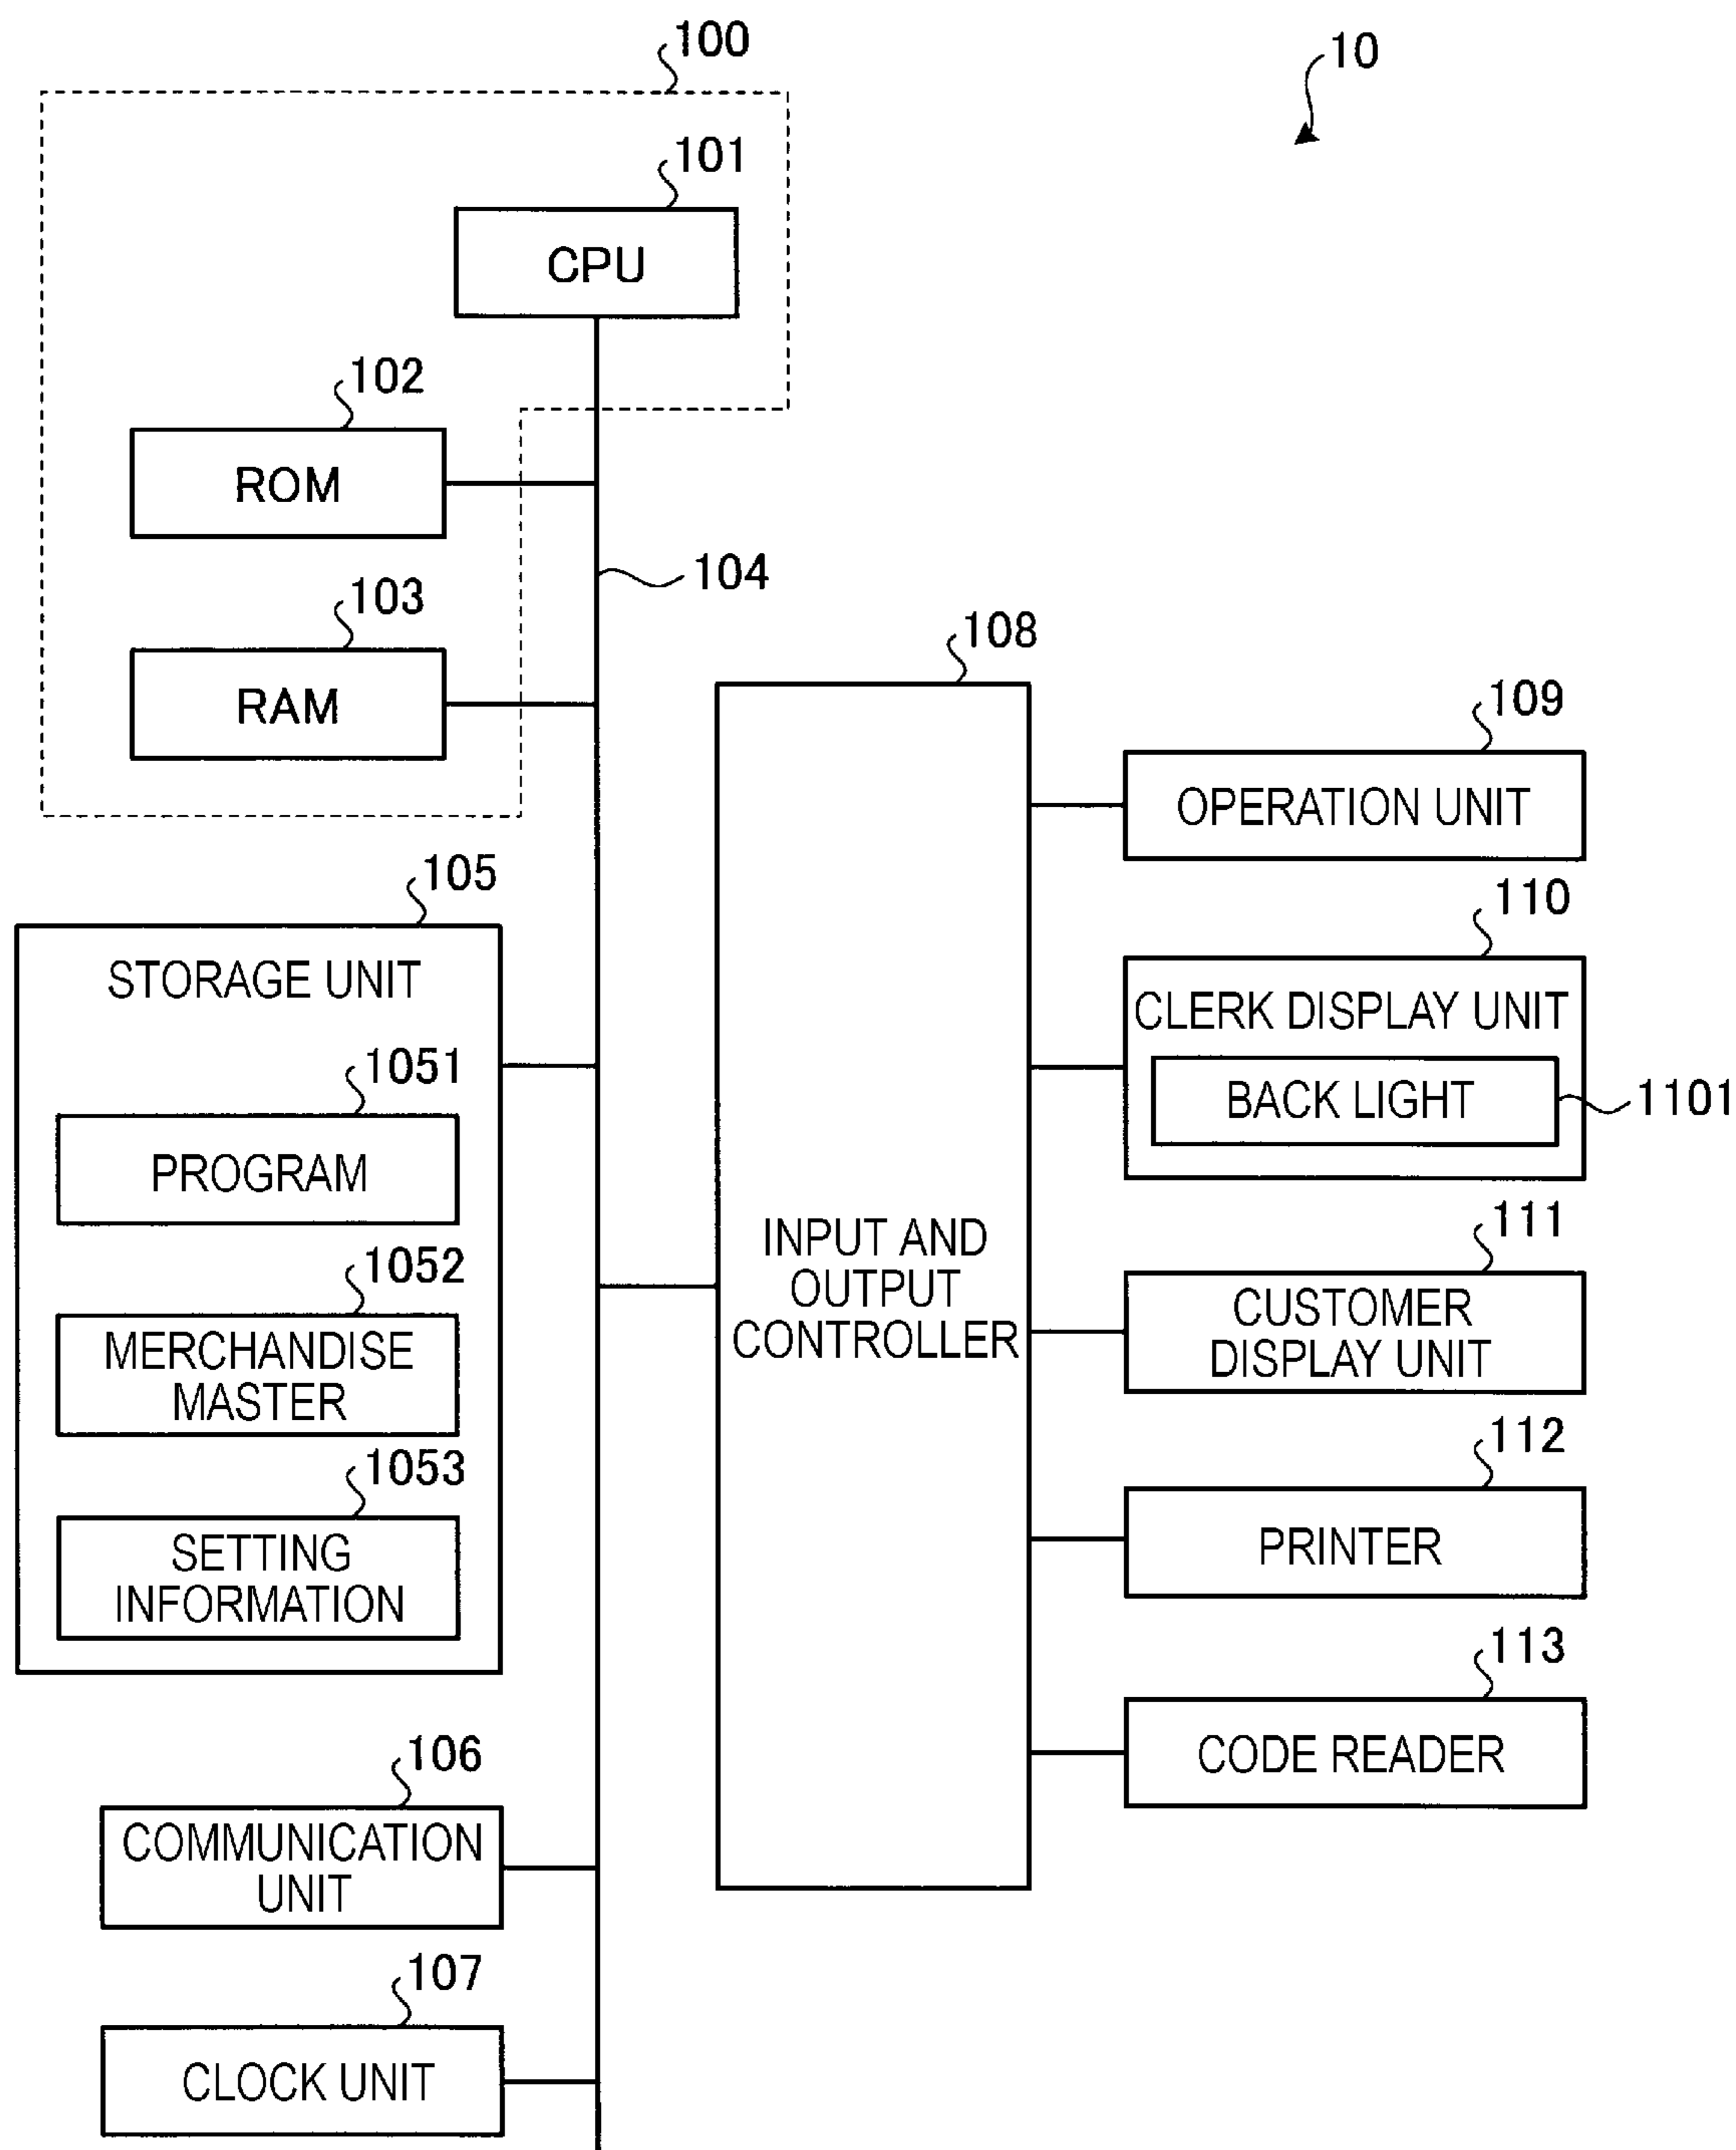 100
10
101
CPU
102
ROM
104
103
RAM
108
109
OPERATION UNIT
105
STORAGE UNIT
110
CLERK DISPLAY UNIT
1051
PROGRAM
BACK LIGHT
1101
INPUT AND
OUTPUT
CONTROLLER
111
CUSTOMER
DISPLAY UNIT
1052
MERCHANDISE
MASTER
112
PRINTER
1053
SETTING
INFORMATION
113
CODE READER
106
COMMUNICATION
UNIT
107
CLOCK UNIT